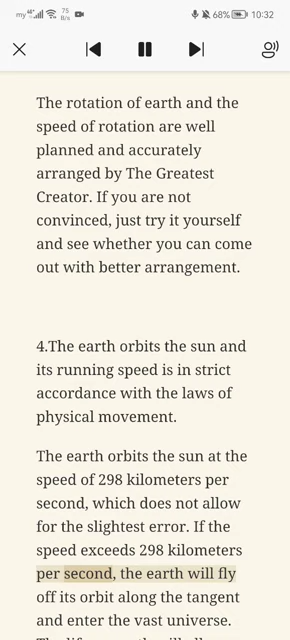 my 4G 75 B/s 68% 10:32
The rotation of earth and the
speed of rotation are well
planned and accurately
arranged by The Greatest
Creator. If you are not
convinced, just try it yourself
and see whether you can come
out with better arrangement.
4.The earth orbits the sun and
its running speed is in strict
accordance with the laws of
physical movement.
The earth orbits the sun at the
speed of 298 kilometers per
second, which does not allow
for the slightest error. If the
speed exceeds 298 kilometers
per second, the earth will fly
off its orbit along the tangent
and enter the vast universe.